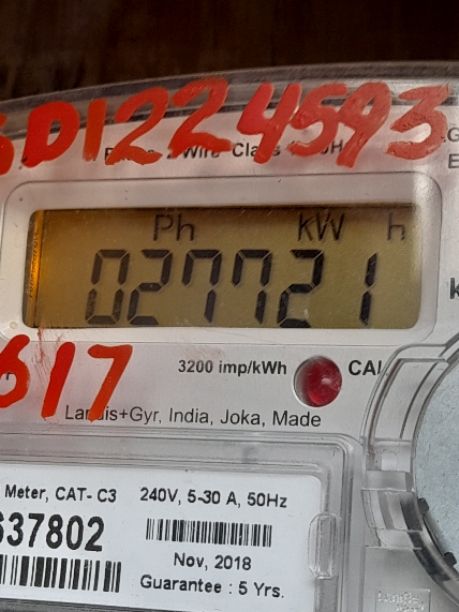 SD1224593
Ph kW h
027721
617
3200 imp/kWh CAL
Landis+Gyr, India, Joka, Made
Meter, CAT- C3 240V, 5-30 A, 50Hz
637802
Nov, 2018
Guarantee : 5 Yrs.